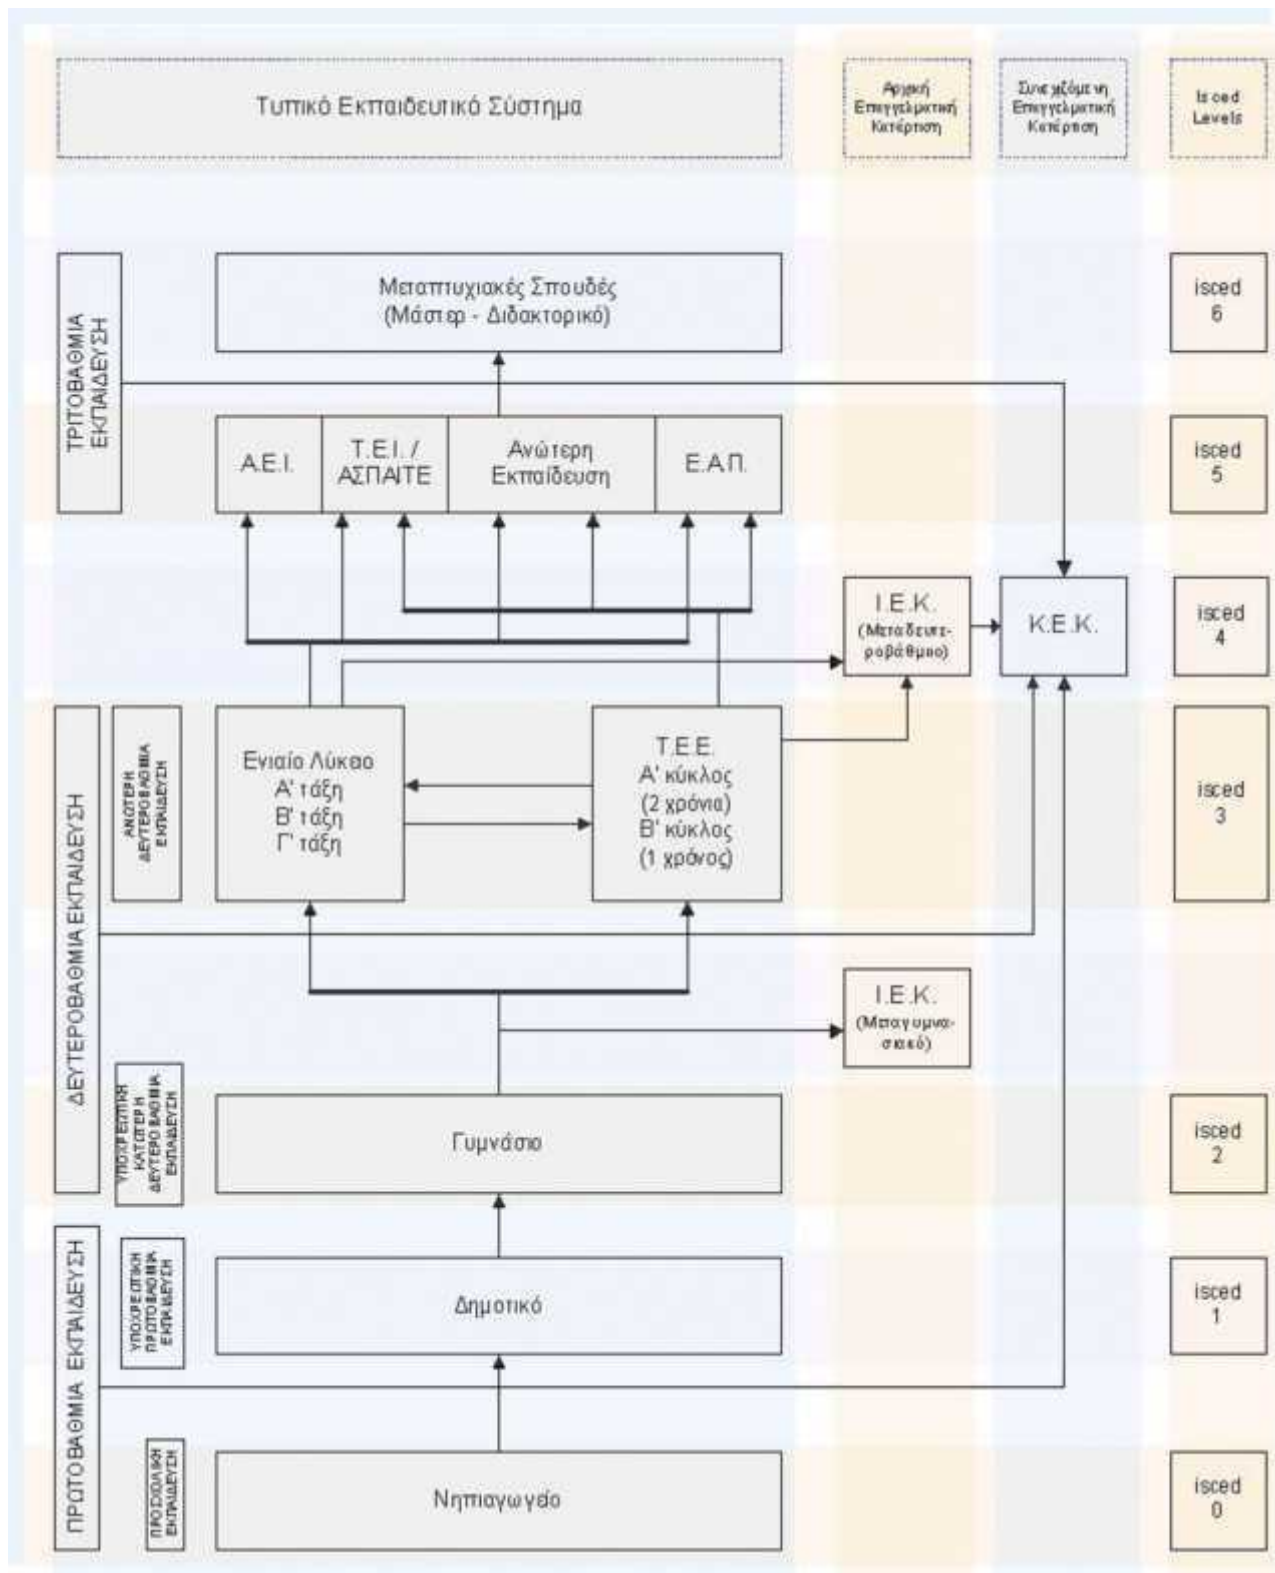 Τυπικό Εκπαιδευτικό Σύστημα
Αρχική
Επαγγελματική
Κατάρτιση
Συνεχιζόμενη
Επαγγελματική
Κατάρτιση
Isced
Levels
ΤΡΙΤΟΒΑΘΜΙΑ
ΕΚΠΑΙΔΕΥΣΗ
Μεταπτυχιακές Σπουδές
(Μάστερ - Διδακτορικό)
isced
6
Α.Ε.Ι.
Τ.Ε.Ι. /
ΑΣΠΑΙΤΕ
Ανώτερη
Εκπαίδευση
Ε.Α.Π.
isced
5
Ι.Ε.Κ.
(Μεταδευτε-
ροβάθμιο)
Κ.Ε.Κ.
isced
4
ΔΕΥΤΕΡΟΒΑΘΜΙΑ ΕΚΠΑΙΔΕΥΣΗ
ΑΝΩΤΕΡΗ
ΔΕΥΤΕΡΟΒΑΘΜΙΑ
ΕΚΠΑΙΔΕΥΣΗ
Ενιαίο Λύκειο
Α' τάξη
Β' τάξη
Γ' τάξη
Τ.Ε.Ε.
Α' κύκλος
(2 χρόνια)
Β' κύκλος
(1 χρόνος)
isced
3
Ι.Ε.Κ.
(Μεταγυμνα-
σιακό)
ΥΠΟΧΡΕΩΤΙΚΗ
ΚΑΤΩΤΕΡΗ
ΔΕΥΤΕΡΟΒΑΘΜΙΑ
ΕΚΠΑΙΔΕΥΣΗ
Γυμνάσιο
isced
2
ΠΡΩΤΟΒΑΘΜΙΑ ΕΚΠΑΙΔΕΥΣΗ
ΥΠΟΧΡΕΩΤΙΚΗ
ΠΡΩΤΟΒΑΘΜΙΑ
ΕΚΠΑΙΔΕΥΣΗ
Δημοτικό
isced
1
ΠΡΟΣΧΟΛΙΚΗ
ΕΚΠΑΙΔΕΥΣΗ
Νηπιαγωγείο
isced
0